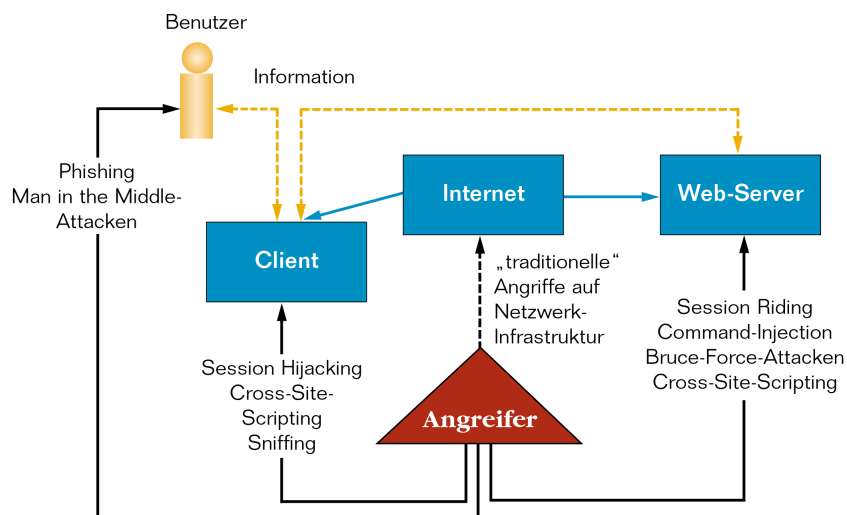 Benutzer
Information
Phishing
Man in the Middle-
Attacken
Internet
Web-Server
Client
„traditionelle“
Angriffe auf
Netzwerk-
Infrastruktur
Session Riding
Command-Injection
Bruce-Force-Attacken
Cross-Site-Scripting
Session Hijacking
Cross-Site-
Scripting
Sniffing
Angreifer